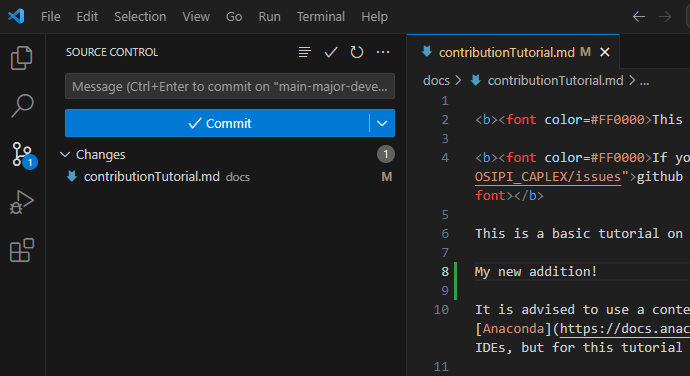 File Edit Selection View Go Run Terminal Help
SOURCE CONTROL
Message (Ctrl+Enter to commit on "main-major-deve...
Commit
Changes 1
contributionTutorial.md docs M
1
contributionTutorial.md M
docs > contributionTutorial.md > ...
1
2 <b><font color=#FF0000>This
3
4 <b><font color=#FF0000>If yo
OSIPI_CAPLEX/issues">github
font></b>
5
6 This is a basic tutorial on
7
8 My new addition!
9
10 It is advised to use a conte
[Anaconda](https://docs.anac
IDEs, but for this tutorial
11